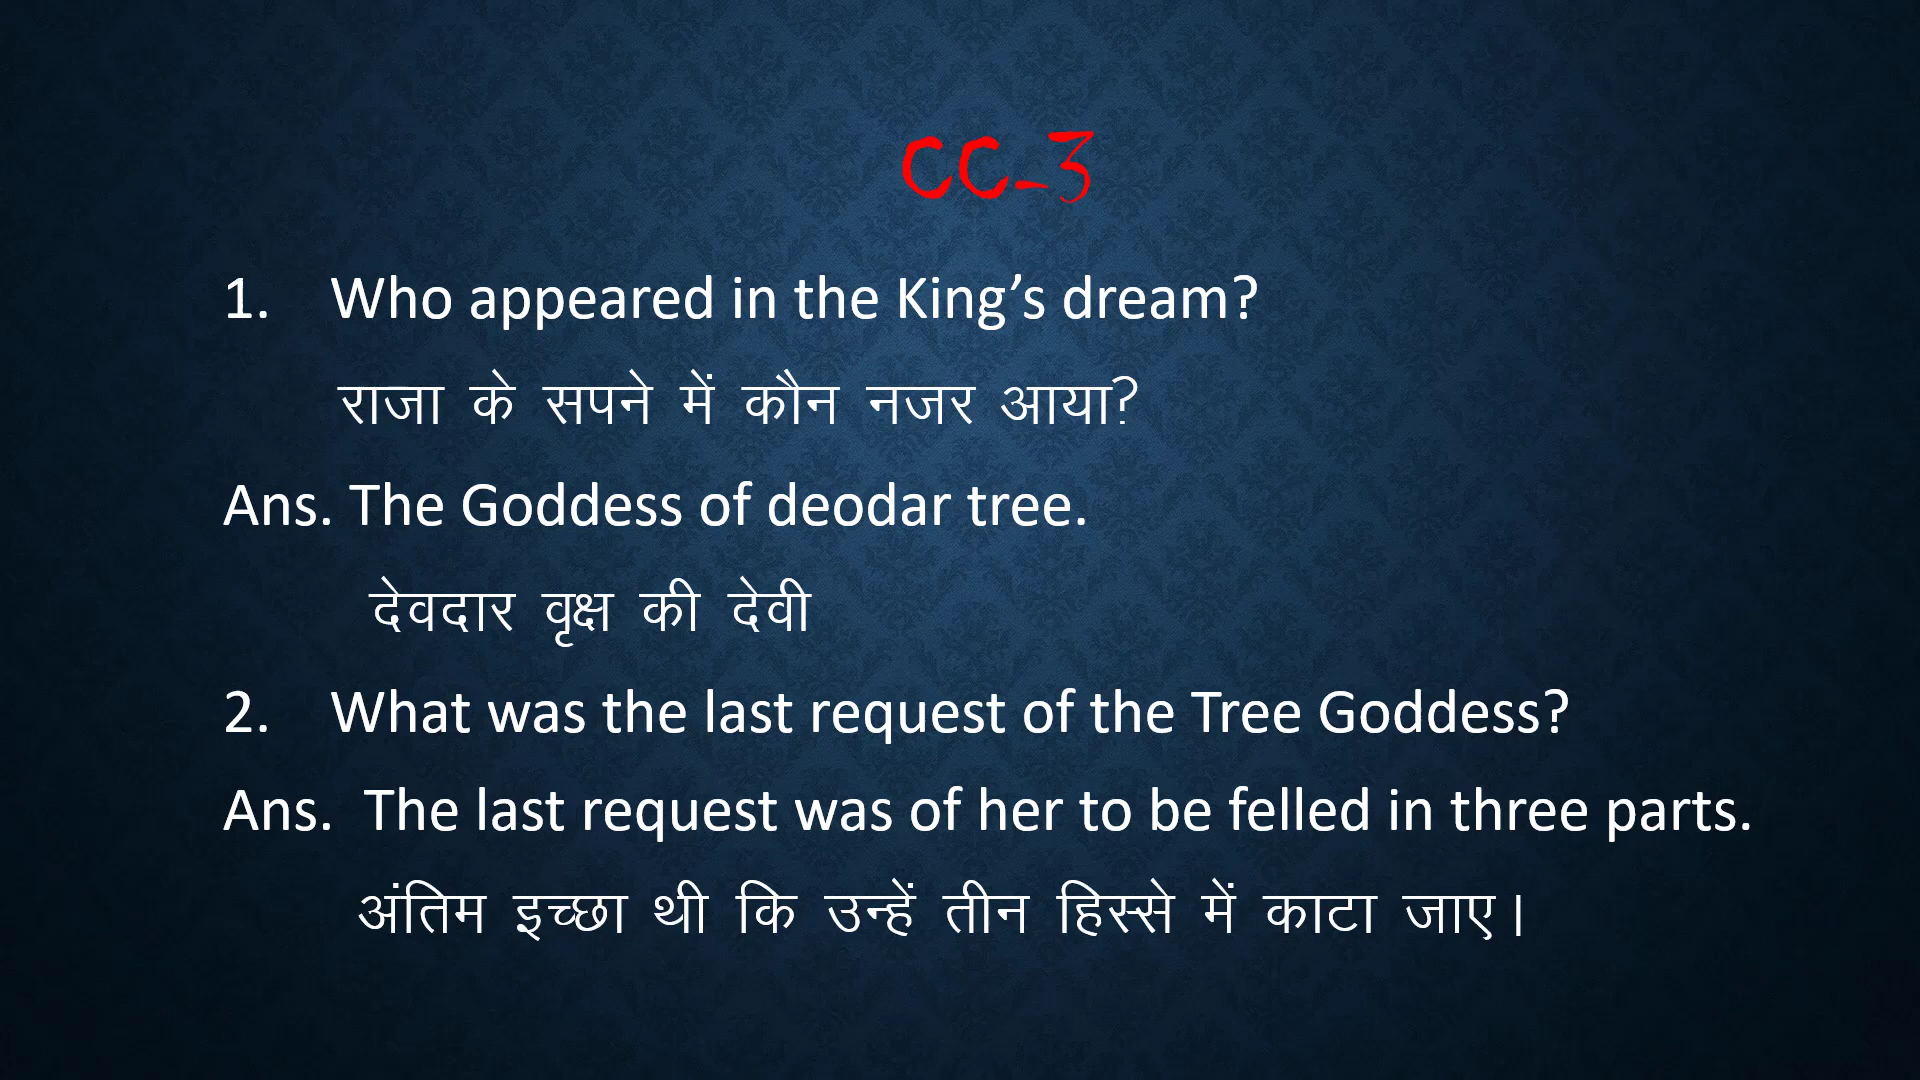 CC-3
1. Who appeared in the King’s dream?
राजा के सपने में कौन नजर आया?
Ans. The Goddess of deodar tree.
देवदार वृक्ष की देवी
2. What was the last request of the Tree Goddess?
Ans. The last request was of her to be felled in three parts.
अंतिम इच्छा थी कि उन्हें तीन हिस्से में काटा जाए।